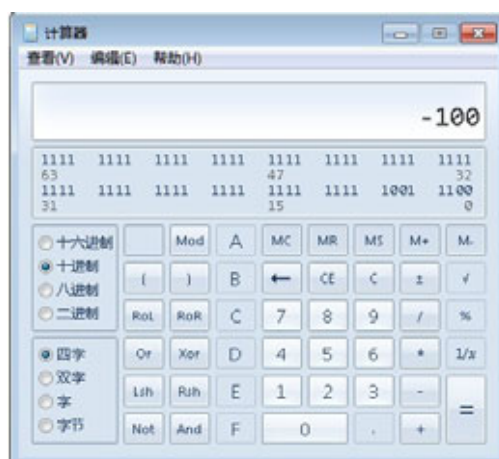 计算器
查看(V) 编辑(E) 帮助(H)
-100
1111 1111 1111 1111 1111 1111 1111 1111
63 47 32
1111 1111 1111 1111 1111 1111 1001 1100
31 15 0
十六进制 Mod A MC MR MS M+ M-
十进制 ( ) B ← CE C ± √
八进制
二进制 RoL RoR C 7 8 9 / %
四字 Or Xor D 4 5 6 * 1/x
双字
字 Lsh Rsh E 1 2 3 - =
字节 Not And F 0 . +